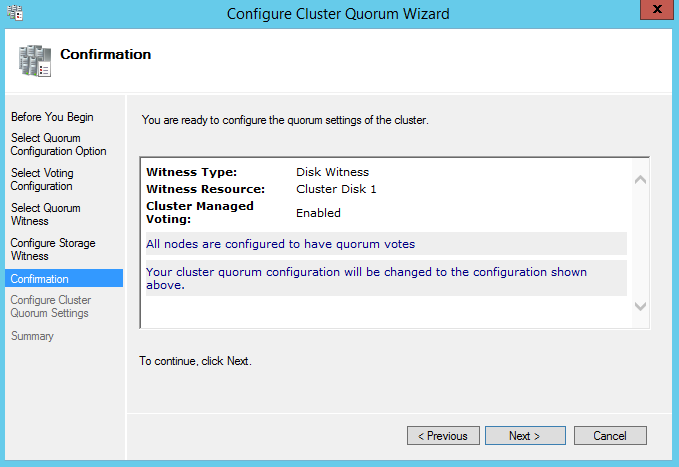 Configure Cluster Quorum Wizard
x
Confirmation
Before You Begin
Select Quorum
Configuration Option
Select Voting
Configuration
Select Quorum
Witness
Configure Storage
Witness
Confirmation
Configure Cluster
Quorum Settings
Summary
You are ready to configure the quorum settings of the cluster.
Witness Type: Disk Witness
Witness Resource: Cluster Disk 1
Cluster Managed
Voting: Enabled
All nodes are configured to have quorum votes
Your cluster quorum configuration will be changed to the configuration shown
above.
To continue, click Next.
< Previous Next > Cancel